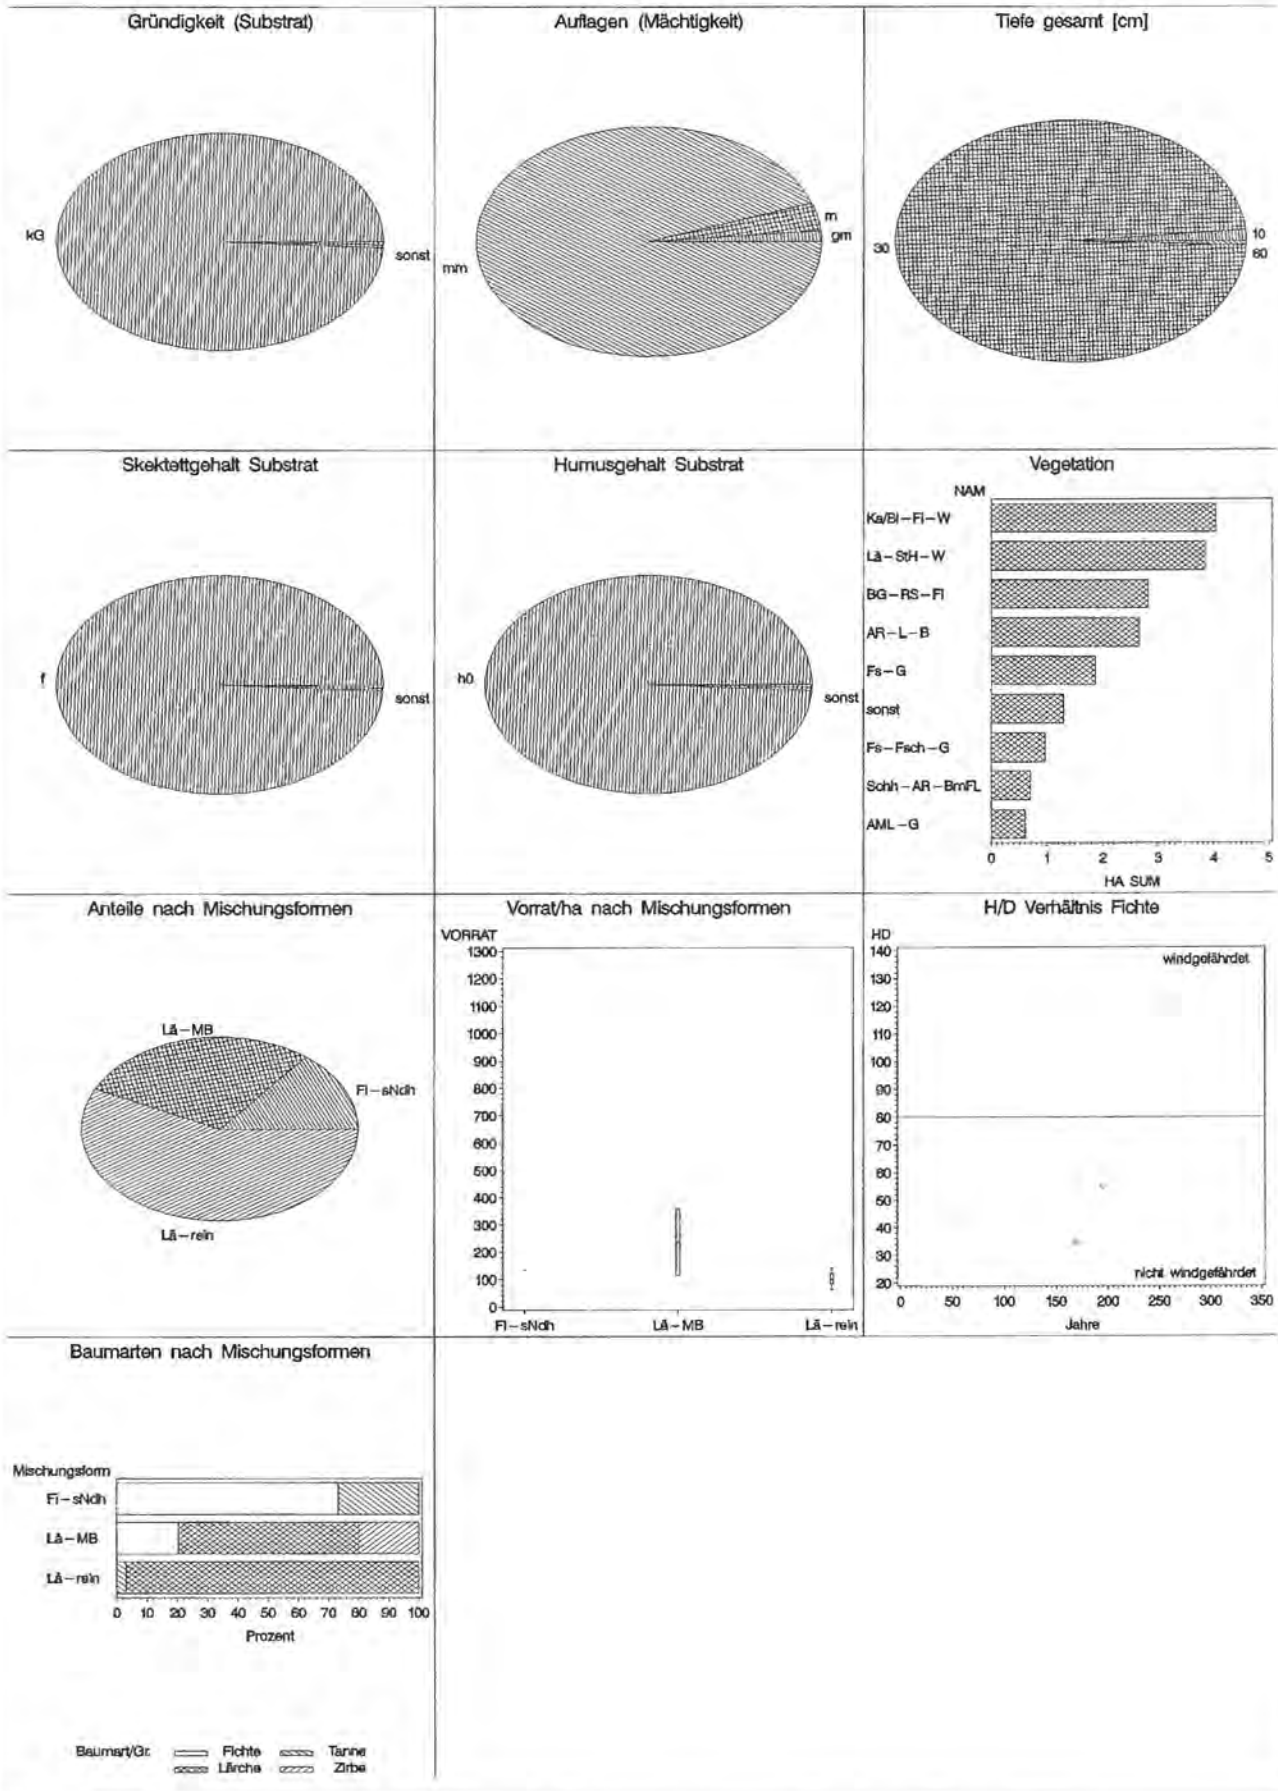 Gründigkeit (Substrat)
kG
sonst
Auflagen (Mächtigkeit)
mm
m
gm
Tiefe gesamt [cm]
30
10
60
Skektettgehalt Substrat
f
sonst
Humusgehalt Substrat
h0
sonst
Vegetation
NAM
Ka/Bl-Fi-W
Lä-StH-W
BG-RS-FI
AR-L-B
Fs-G
sonst
Fs-Fsch-G
Schh-AR-BmFL
AML-G
0 1 2 3 4 5
HA SUM
Anteile nach Mischungsformen
Lä-MB
Fi-sNdh
Lä-rein
Vorrat/ha nach Mischungsformen
VORRAT
1300
1200
1100
1000
900
800
700
600
500
400
300
200
100
0
Fi-sNdh Lä-MB Lä-rein
H/D Verhältnis Fichte
HD
140
windgefährdet
130
120
110
100
90
80
70
60
50
40
30
20
nicht windgefährdet
0 50 100 150 200 250 300 350
Jahre
Baumarten nach Mischungsformen
Mischungsform
Fi-sNdh
Lä-MB
Lä-rein
0 10 20 30 40 50 60 70 80 90 100
Prozent
Baumart/Gr. Fichte Tanne
Lärche Zirbe